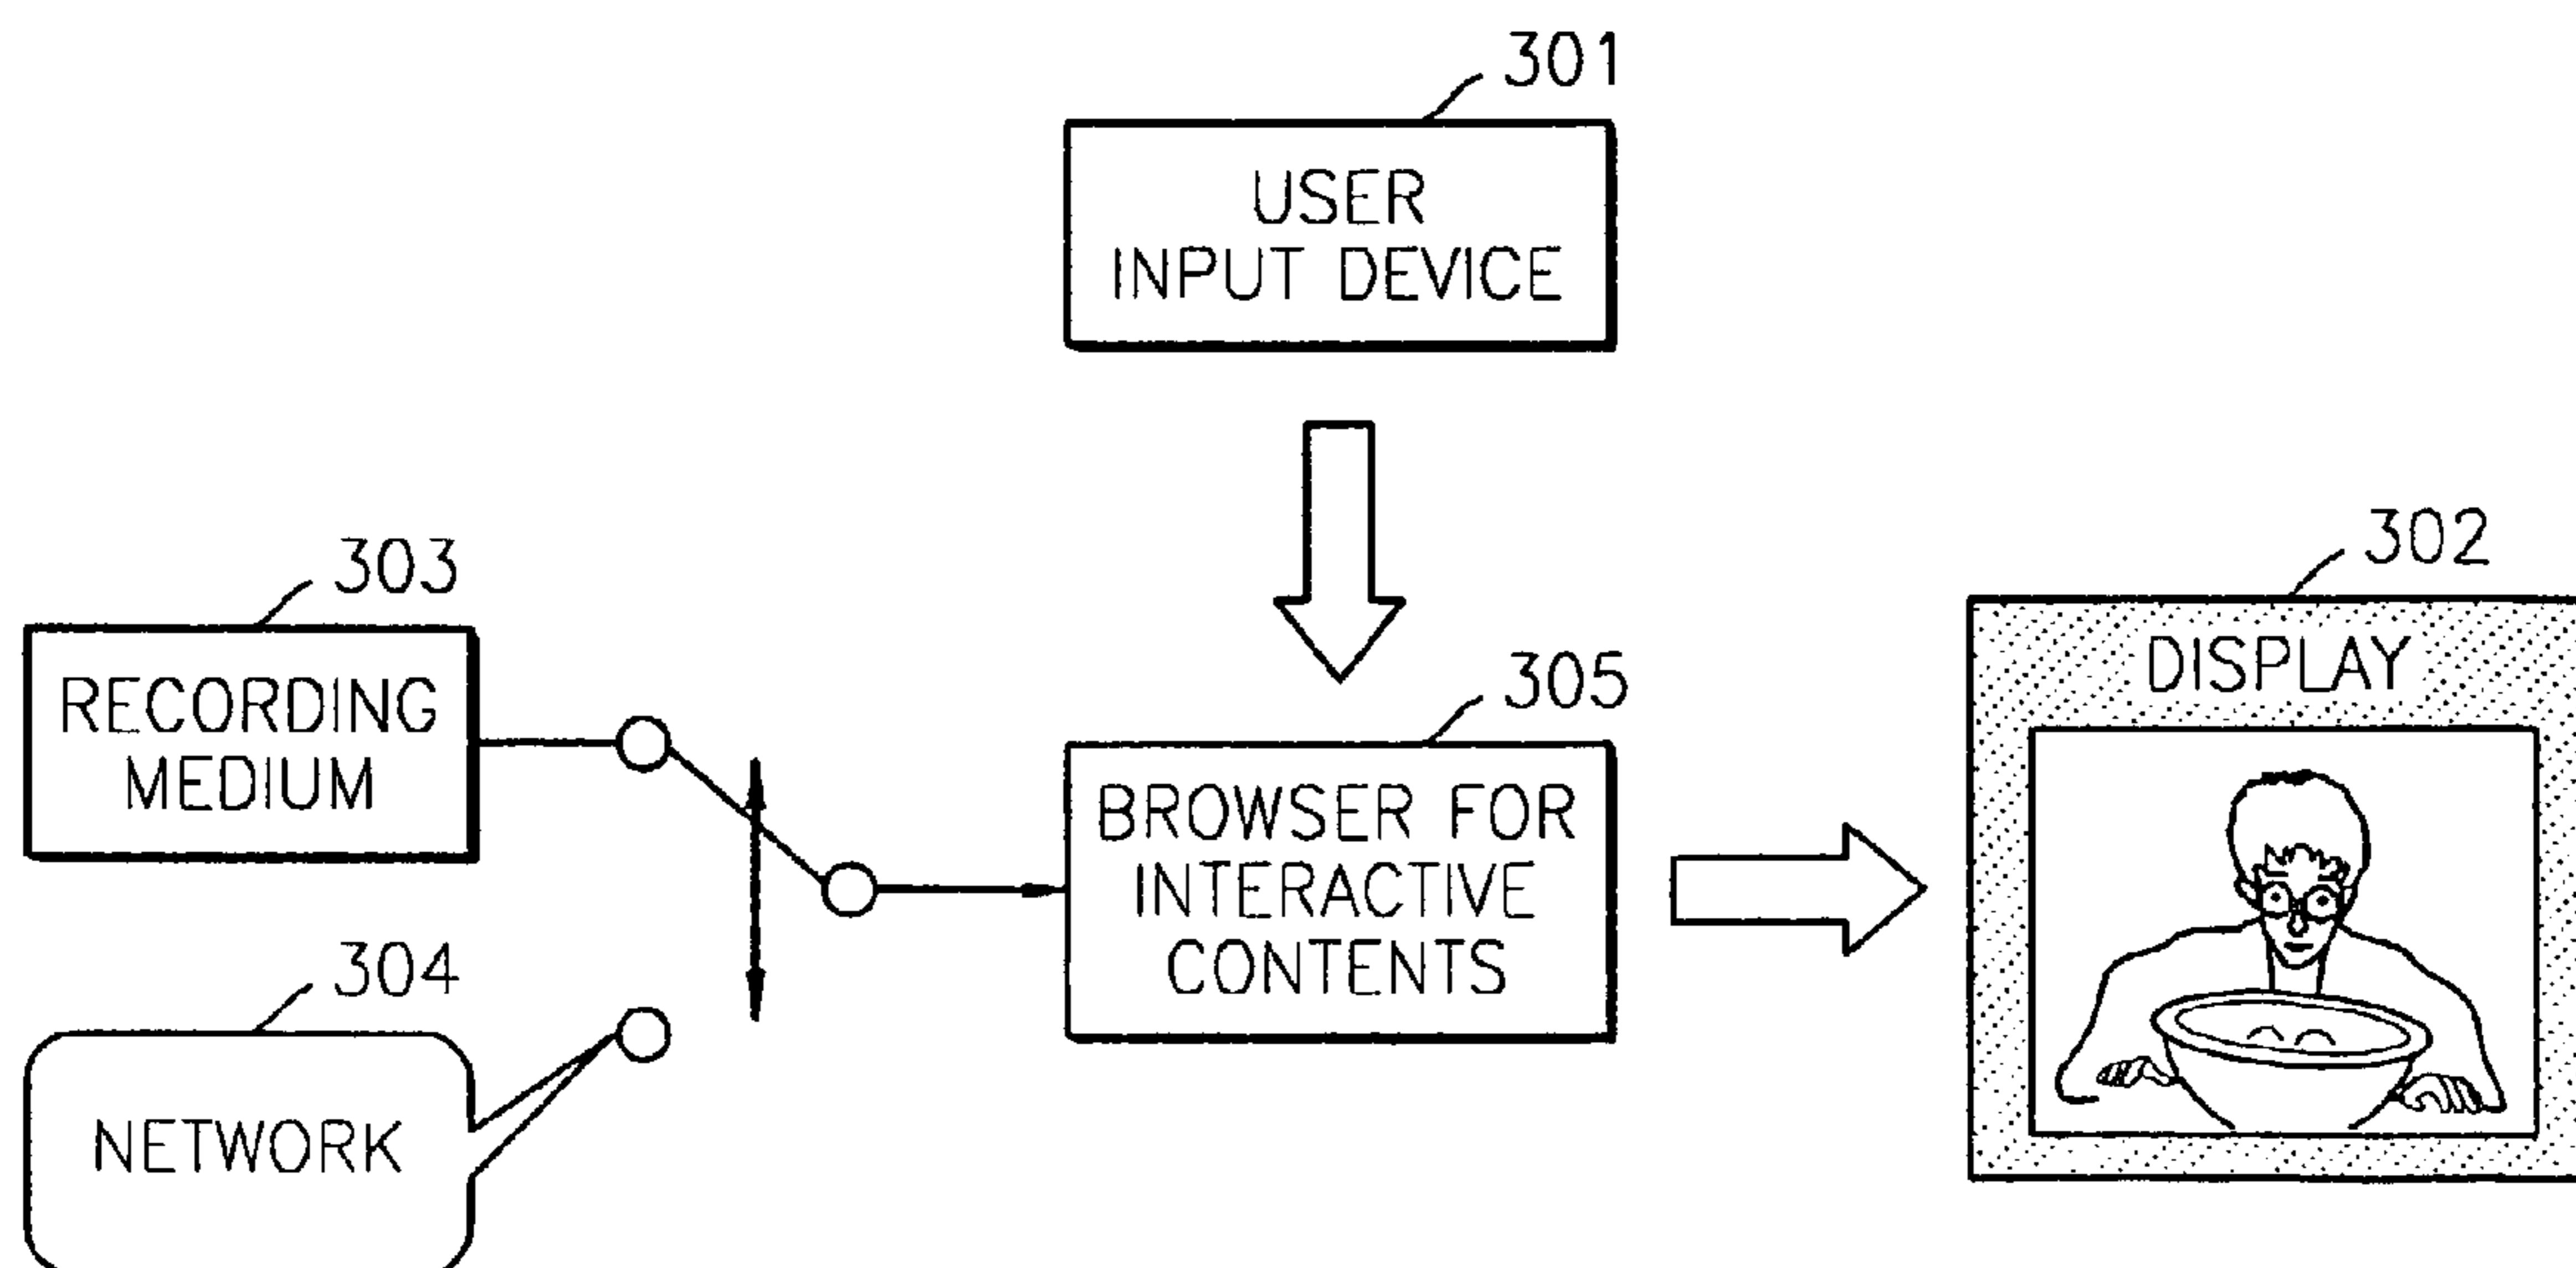 301
USER
INPUT DEVICE
303
RECORDING
MEDIUM
305
BROWSER FOR
INTERACTIVE
CONTENTS
302
DISPLAY
304
NETWORK